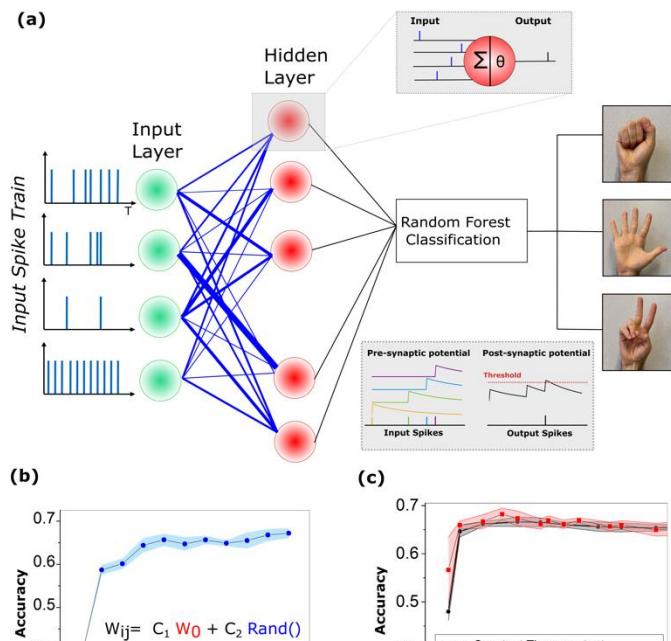 (a)
Input
Output
Σ
θ
Hidden
Layer
Input
Layer
Input Spike Train
T
Random Forest
Classification
Pre-synaptic potential
Post-synaptic potential
Threshold
Input Spikes
Output Spikes
(b)
0.7
0.6
0.5
Accuracy
Wij= C1 W0 + C2 Rand()
(c)
0.7
0.6
0.5
Accuracy